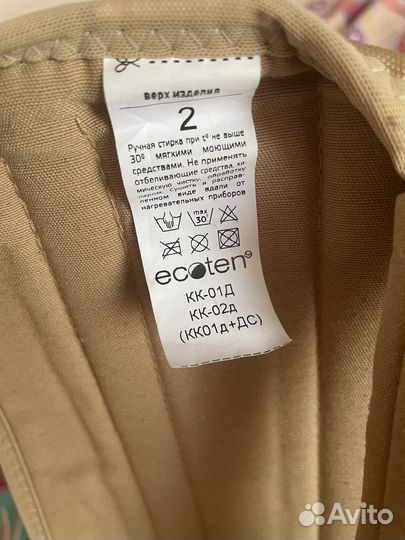 верх изделия
2
Ручная стирка при t° не выше
30° мягкими моющими
средствами. Не применять
отбеливающие средства, хи-
мическую чистку, обработку
паром. Сушить в расправ-
ленном виде вдали от
нагревательных приборов
max
30°
ecoten
КК-01Д
КК-02д
(КК01д+ДС)
Avito